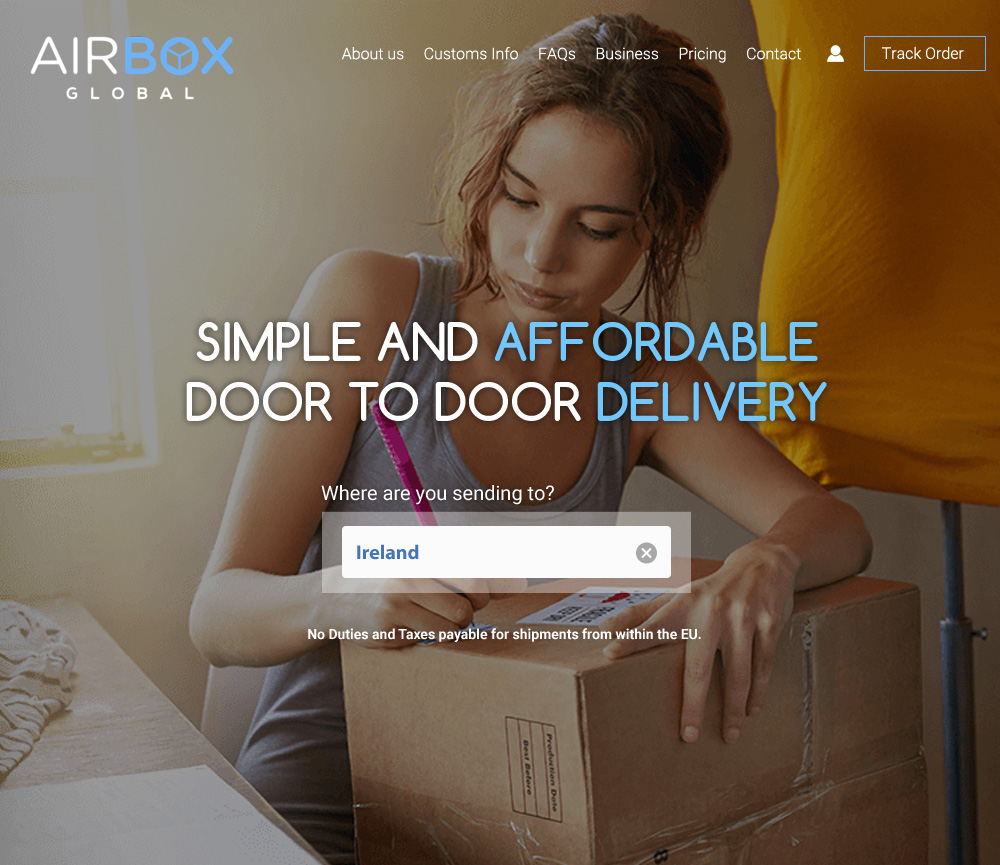 AIRBOX
GLOBAL
About us Customs Info FAQs Business Pricing Contact Track Order
SIMPLE AND AFFORDABLE
DOOR TO DOOR DELIVERY
Where are you sending to?
Ireland
No Duties and Taxes payable for shipments from within the EU.
Production Date
Best Before